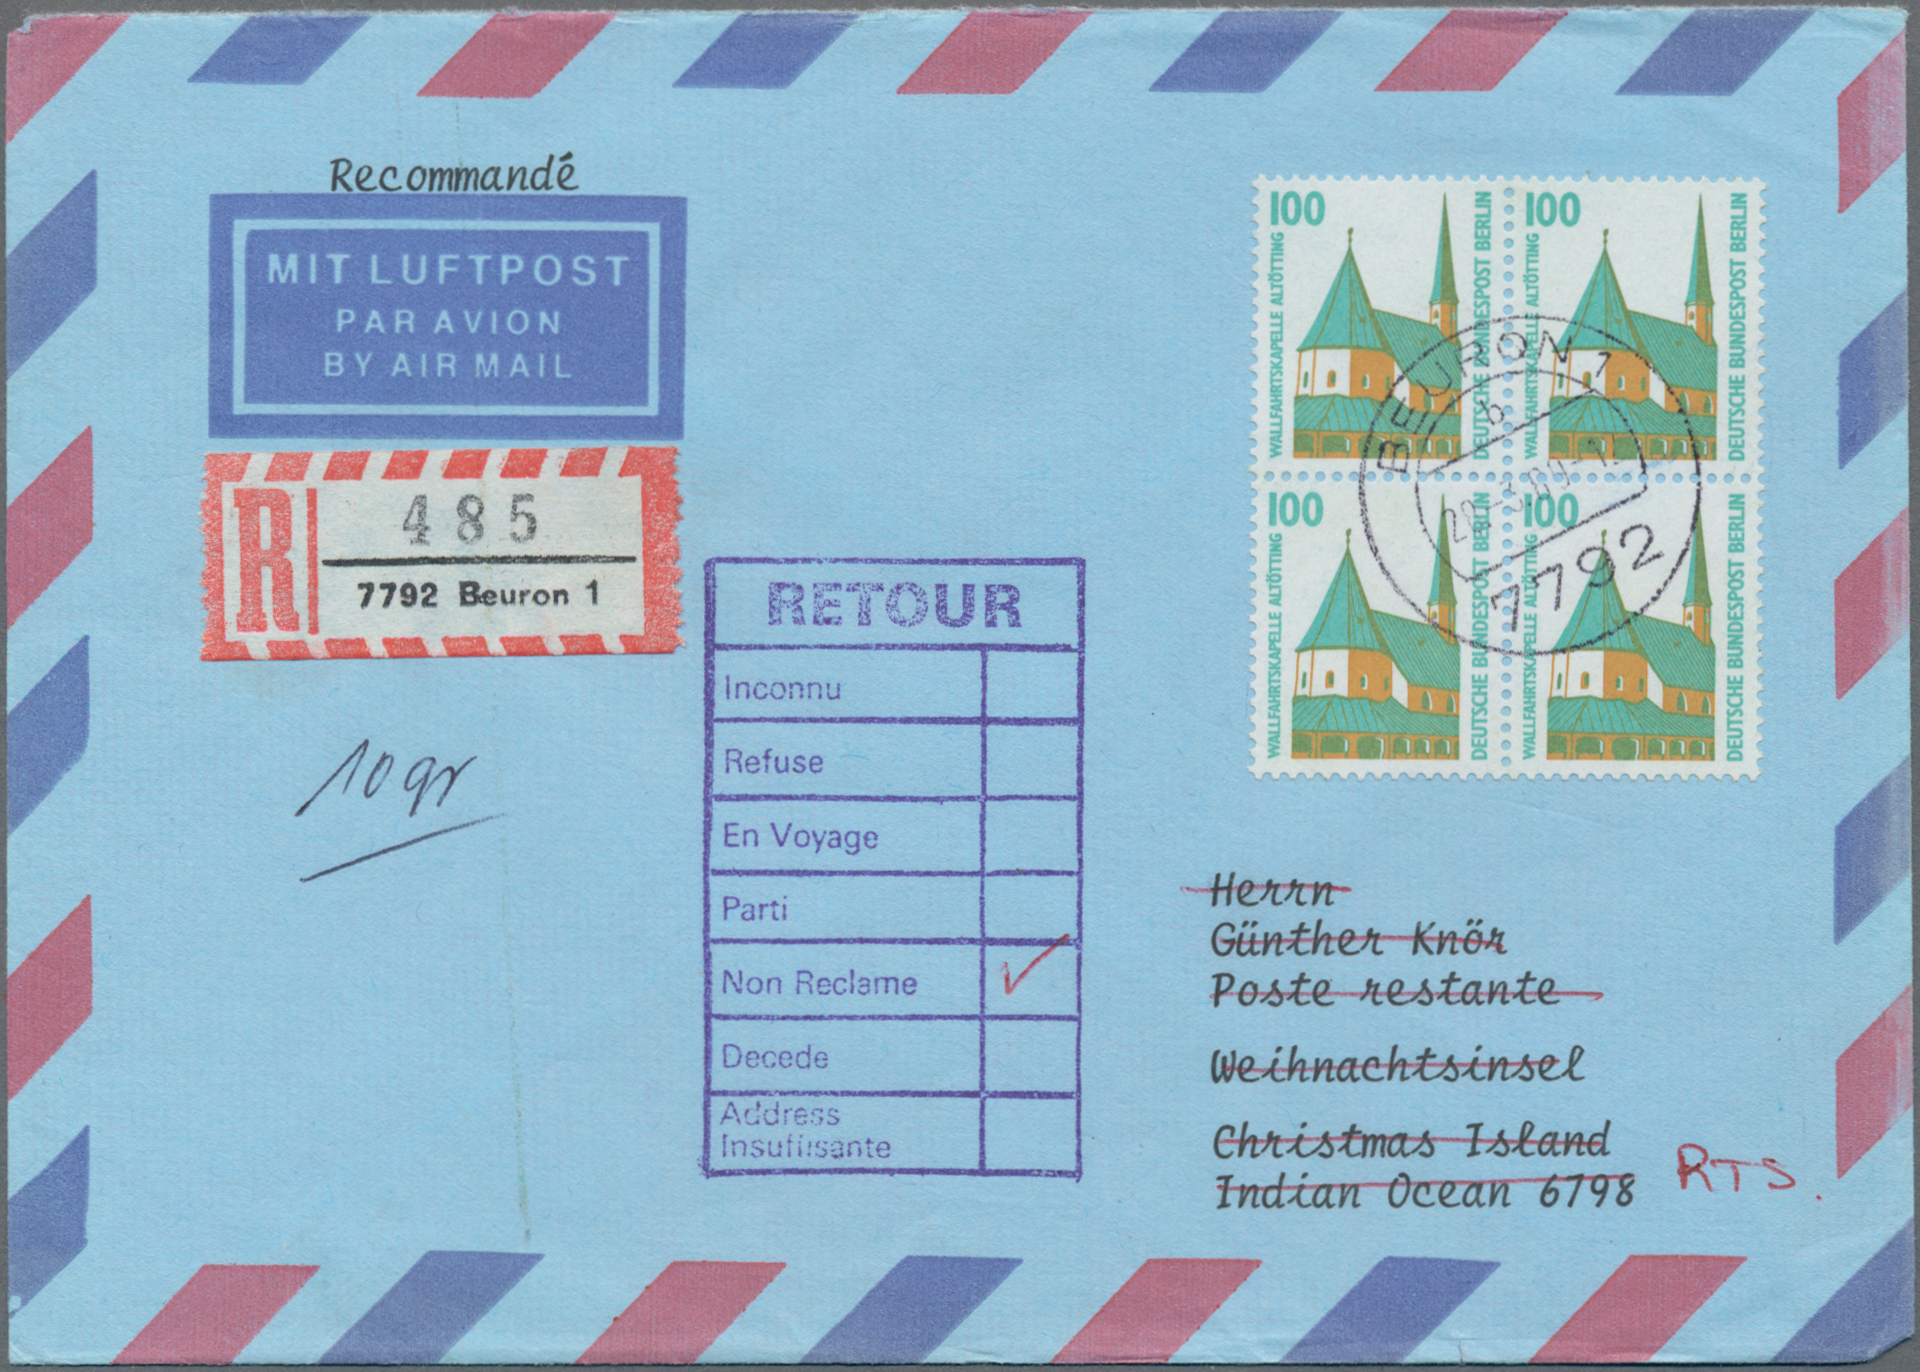 Recommandé
MIT LUFTPOST
PAR AVION
BY AIR MAIL
R
485
7792 Beuron 1
10 gr
RETOUR
Inconnu
Refuse
En Voyage
Parti
Non Reclame
Decede
Address
Insuffisante
100
WALLFAHRTSKAPELLE ALTÖTTING
DEUTSCHE BUNDESPOST BERLIN
100
WALLFAHRTSKAPELLE ALTÖTTING
DEUTSCHE BUNDESPOST BERLIN
100
WALLFAHRTSKAPELLE ALTÖTTING
DEUTSCHE BUNDESPOST BERLIN
100
WALLFAHRTSKAPELLE ALTÖTTING
DEUTSCHE BUNDESPOST BERLIN
BEURON 1
b
7792
Herrn
Günther Knör
Poste restante
Weihnachtsinsel
Christmas Island
Indian Ocean 6798
RTS.